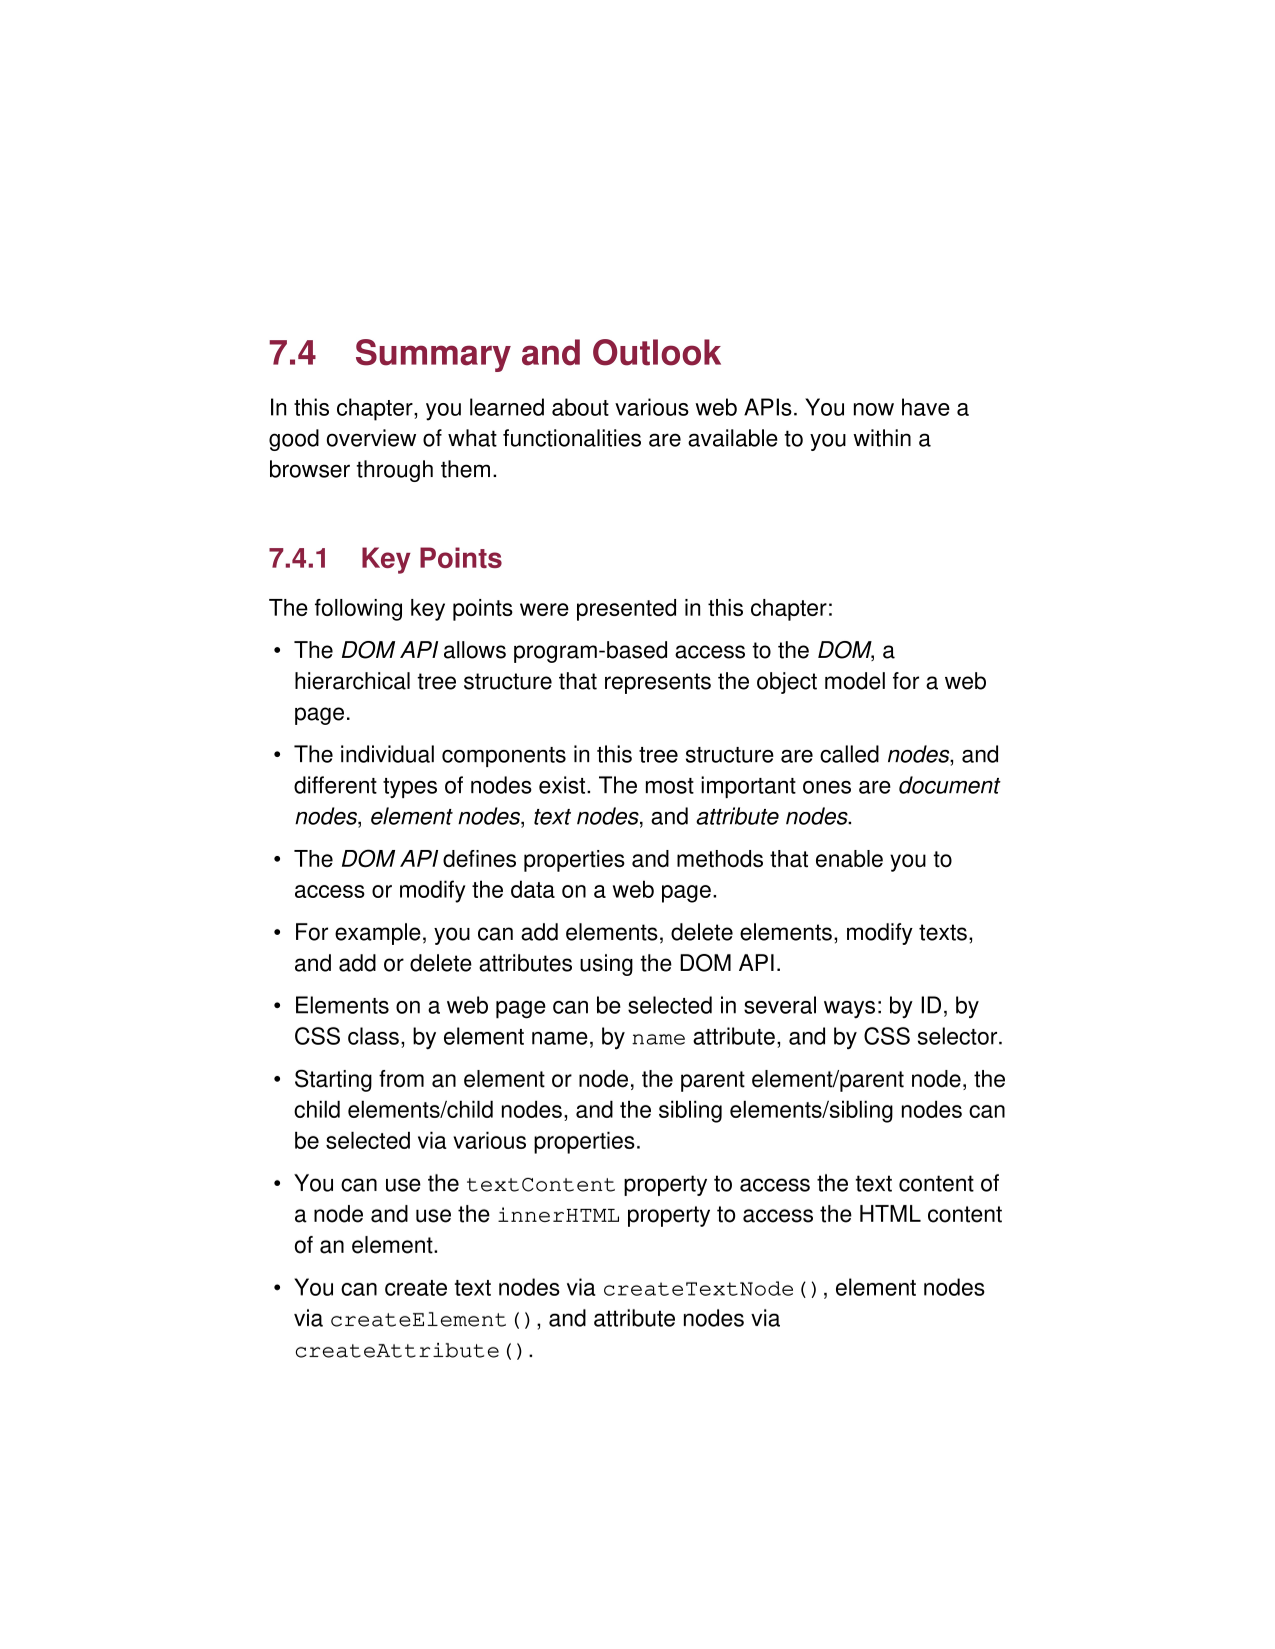 7.4 Summary and Outlook
In this chapter, you learned about various web APIs. You now have a
good overview of what functionalities are available to you within a
browser through them.
7.4.1 Key Points
The following key points were presented in this chapter:
• The DOM API allows program-based access to the DOM, a
hierarchical tree structure that represents the object model for a web
page.
• The individual components in this tree structure are called nodes, and
different types of nodes exist. The most important ones are document
nodes, element nodes, text nodes, and attribute nodes.
• The DOM API defines properties and methods that enable you to
access or modify the data on a web page.
• For example, you can add elements, delete elements, modify texts,
and add or delete attributes using the DOM API.
• Elements on a web page can be selected in several ways: by ID, by
CSS class, by element name, by name attribute, and by CSS selector.
• Starting from an element or node, the parent element/parent node, the
child elements/child nodes, and the sibling elements/sibling nodes can
be selected via various properties.
• You can use the textContent property to access the text content of
a node and use the innerHTML property to access the HTML content
of an element.
• You can create text nodes via createTextNode(), element nodes
via createElement(), and attribute nodes via
createAttribute().